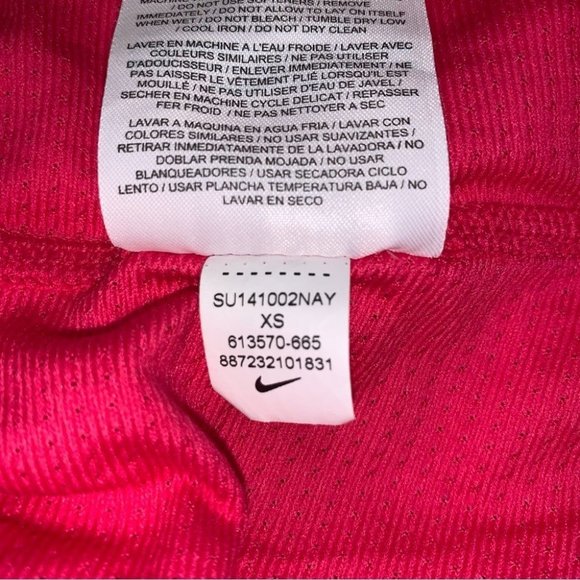 DO NOT USE SOFTENERS / REMOVE
IMMEDIATELY / DO NOT ALLOW TO LAY ON ITSELF
WHEN WET / DO NOT BLEACH / TUMBLE DRY LOW
/ COOL IRON / DO NOT DRY CLEAN
LAVER EN MACHINE A L'EAU FROIDE / LAVER AVEC
COULEURS SIMILAIRES / NE PAS UTILISER
D'ADOUCISSEUR / ENLEVER IMMEDIATEMENT / NE
PAS LAISSER LE VÊTEMENT PLIÉ LORSQU'IL EST
MOUILLÉ / NE PAS UTILISER D'EAU DE JAVEL /
SECHER EN MACHINE CYCLE DELICAT / REPASSER
FER FROID / NE PAS NETTOYER A SEC
LAVAR A MAQUINA EN AGUA FRIA / LAVAR CON
COLORES SIMILARES / NO USAR SUAVIZANTES /
RETIRAR INMEDIATAMENTE DE LA LAVADORA / NO
DOBLAR PRENDA MOJADA / NO USAR
BLANQUEADORES / USAR SECADORA CICLO
LENTO / USAR PLANCHA TEMPERATURA BAJA / NO
LAVAR EN SECO
SU141002NAY
XS
613570-665
887232101831